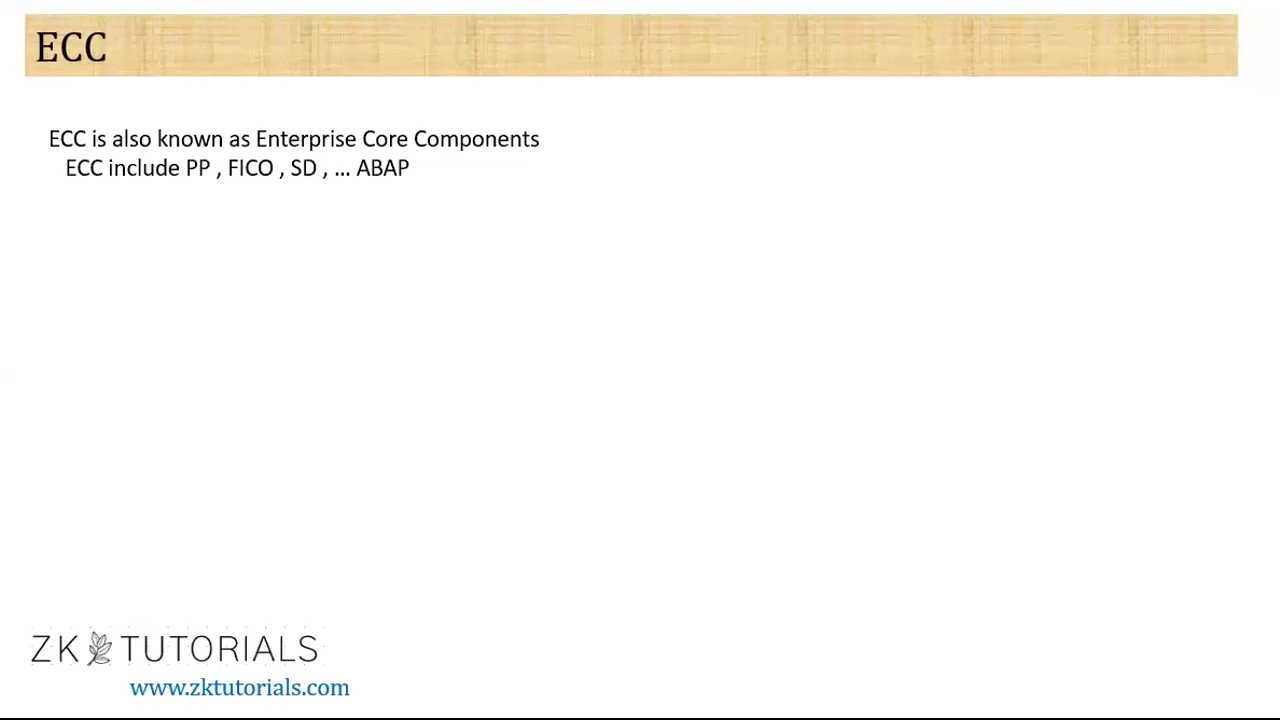 ECC
ECC is also known as Enterprise Core Components
ECC include PP , FICO , SD , ... ABAP
ZK TUTORIALS
www.zktutorials.com